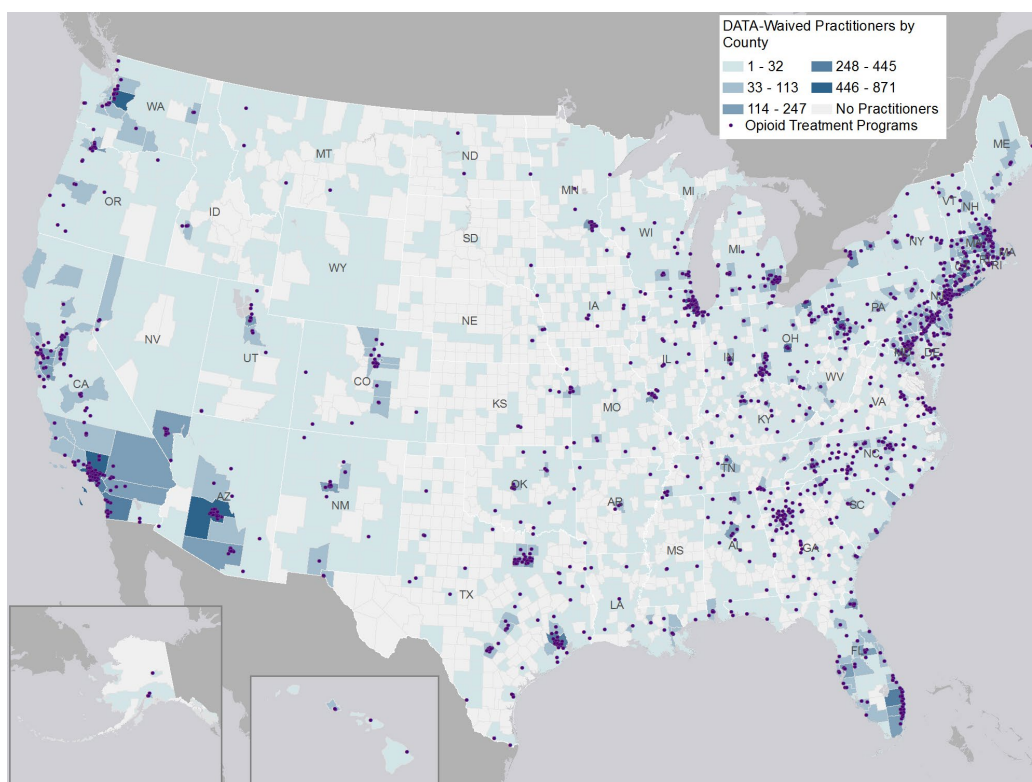 DATA-Waived Practitioners by
County
1 - 32 248 - 445
33 - 113 446 - 871
114 - 247 No Practitioners
Opioid Treatment Programs
WA
ME
MT
ND
MN
MI
VT
NH
OR
ID
SD
WI
MI
NY
MA
RI
WY
IA
PA
NE
NV
UT
CO
IL
IN
OH
DE
CA
KS
MO
WV
VA
KY
AZ
NM
OK
AR
TN
NC
SC
MS
AL
GA
TX
LA
FL